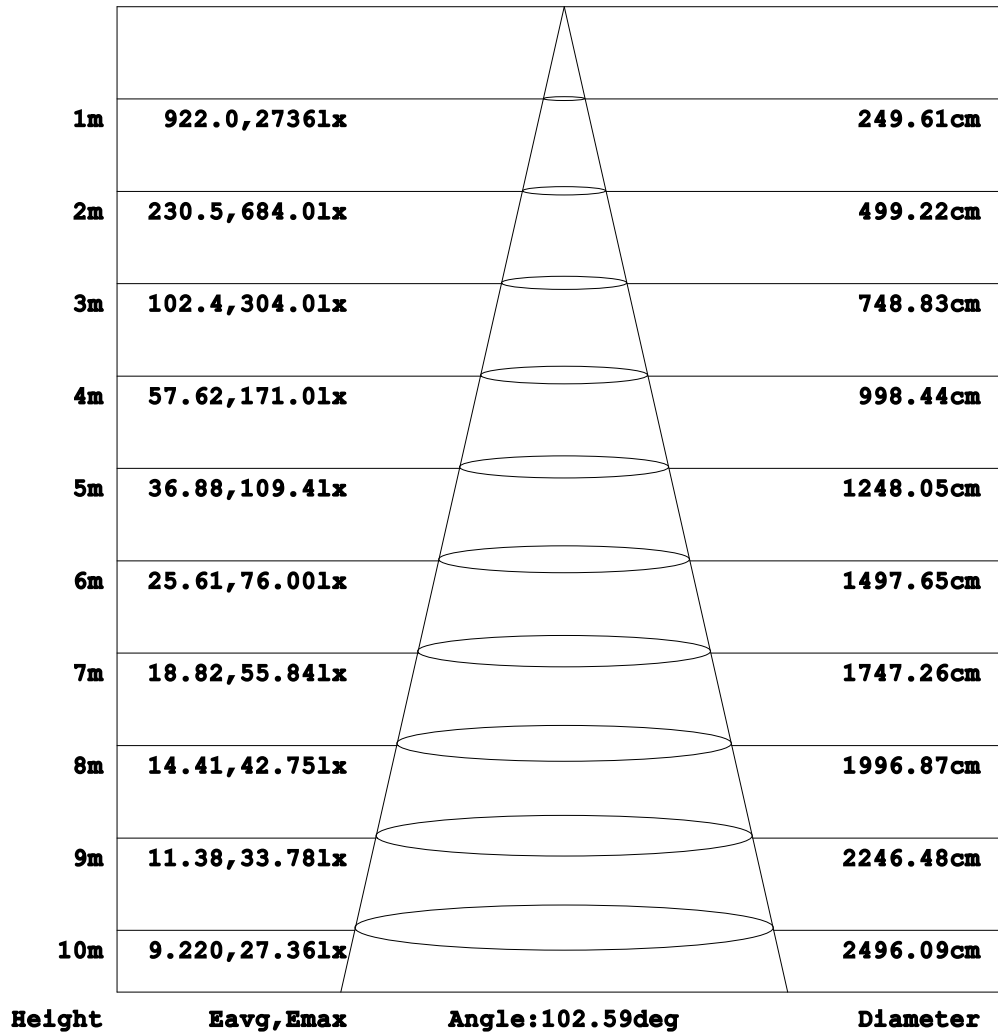 1m 922.0,2736lx 249.61cm
2m 230.5,684.0lx 499.22cm
3m 102.4,304.0lx 748.83cm
4m 57.62,171.0lx 998.44cm
5m 36.88,109.4lx 1248.05cm
6m 25.61,76.00lx 1497.65cm
7m 18.82,55.84lx 1747.26cm
8m 14.41,42.75lx 1996.87cm
9m 11.38,33.78lx 2246.48cm
10m 9.220,27.36lx 2496.09cm
Height Eavg,Emax Angle:102.59deg Diameter